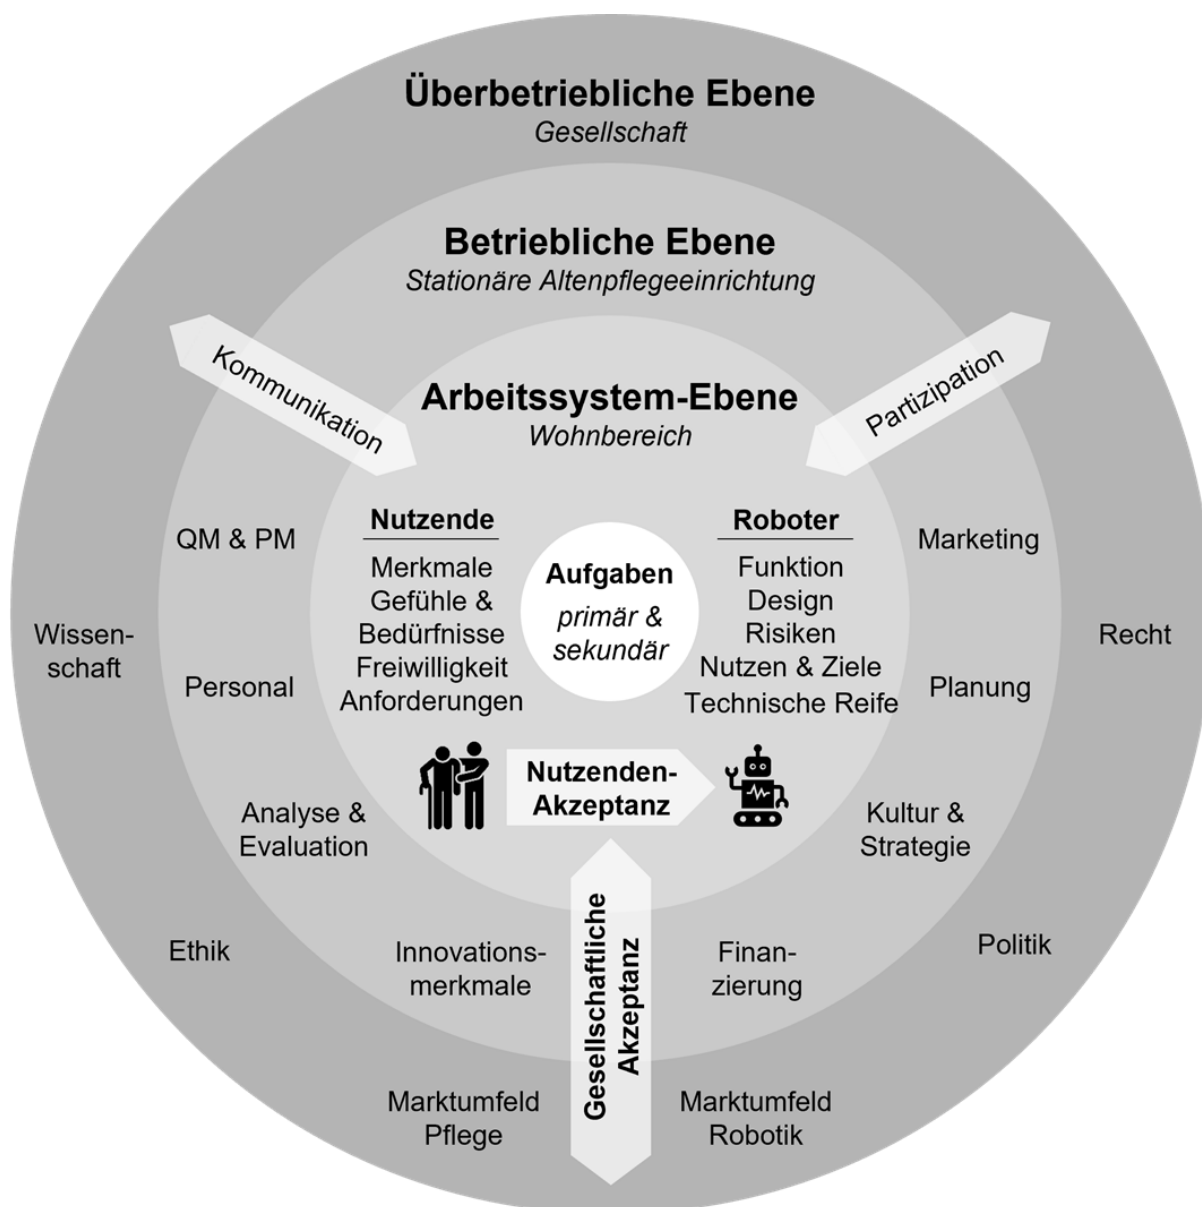 Überbetriebliche Ebene
Gesellschaft
Betriebliche Ebene
Stationäre Altenpflegeeinrichtung
Kommunikation
Partizipation
Arbeitssystem-Ebene
Wohnbereich
QM & PM
Nutzende
Merkmale
Gefühle &
Bedürfnisse
Freiwilligkeit
Anforderungen
Aufgaben
primär &
sekundär
Roboter
Funktion
Design
Risiken
Nutzen & Ziele
Technische Reife
Marketing
Wissen-
schaft
Recht
Personal
Planung
Nutzenden-
Akzeptanz
Analyse &
Evaluation
Kultur &
Strategie
Ethik
Innovations-
merkmale
Gesellschaftliche
Akzeptanz
Finan-
zierung
Politik
Marktumfeld
Pflege
Marktumfeld
Robotik